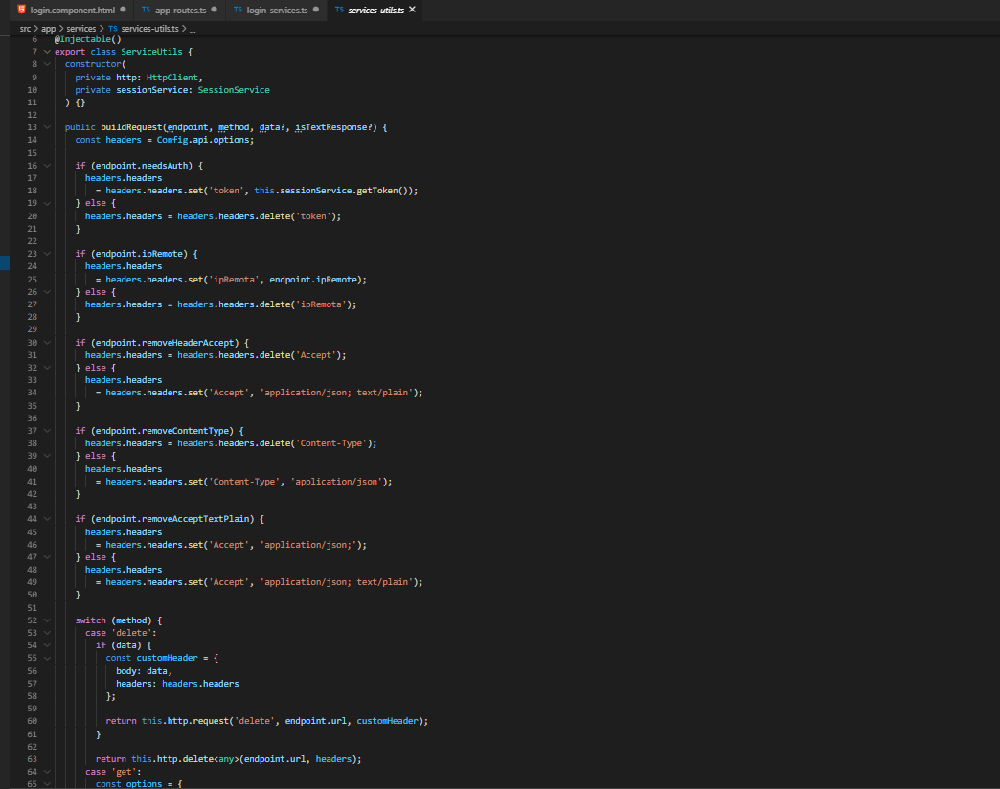 login.component.html
TS app-routes.ts
TS login-services.ts
TS services-utils.ts
src > app > services > TS services-utils.ts > ...
6 @Injectable()
7 export class ServiceUtils {
8 constructor(
9 private http: HttpClient,
10 private sessionService: SessionService
11 ) {}
12
13 public buildRequest(endpoint, method, data?, isTextResponse?) {
14 const headers = Config.api.options;
15
16 if (endpoint.needsAuth) {
17 headers.headers
18 = headers.headers.set('token', this.sessionService.getToken());
19 } else {
20 headers.headers = headers.headers.delete('token');
21 }
22
23 if (endpoint.ipRemote) {
24 headers.headers
25 = headers.headers.set('ipRemota', endpoint.ipRemote);
26 } else {
27 headers.headers = headers.headers.delete('ipRemota');
28 }
29
30 if (endpoint.removeHeaderAccept) {
31 headers.headers = headers.headers.delete('Accept');
32 } else {
33 headers.headers
34 = headers.headers.set('Accept', 'application/json; text/plain');
35 }
36
37 if (endpoint.removeContentType) {
38 headers.headers = headers.headers.delete('Content-Type');
39 } else {
40 headers.headers
41 = headers.headers.set('Content-Type', 'application/json');
42 }
43
44 if (endpoint.removeAcceptTextPlain) {
45 headers.headers
46 = headers.headers.set('Accept', 'application/json;');
47 } else {
48 headers.headers
49 = headers.headers.set('Accept', 'application/json; text/plain');
50 }
51
52 switch (method) {
53 case 'delete':
54 if (data) {
55 const customHeader = {
56 body: data,
57 headers: headers.headers
58 };
59
60 return this.http.request('delete', endpoint.url, customHeader);
61 }
62
63 return this.http.delete<any>(endpoint.url, headers);
64 case 'get':
65 const options = {